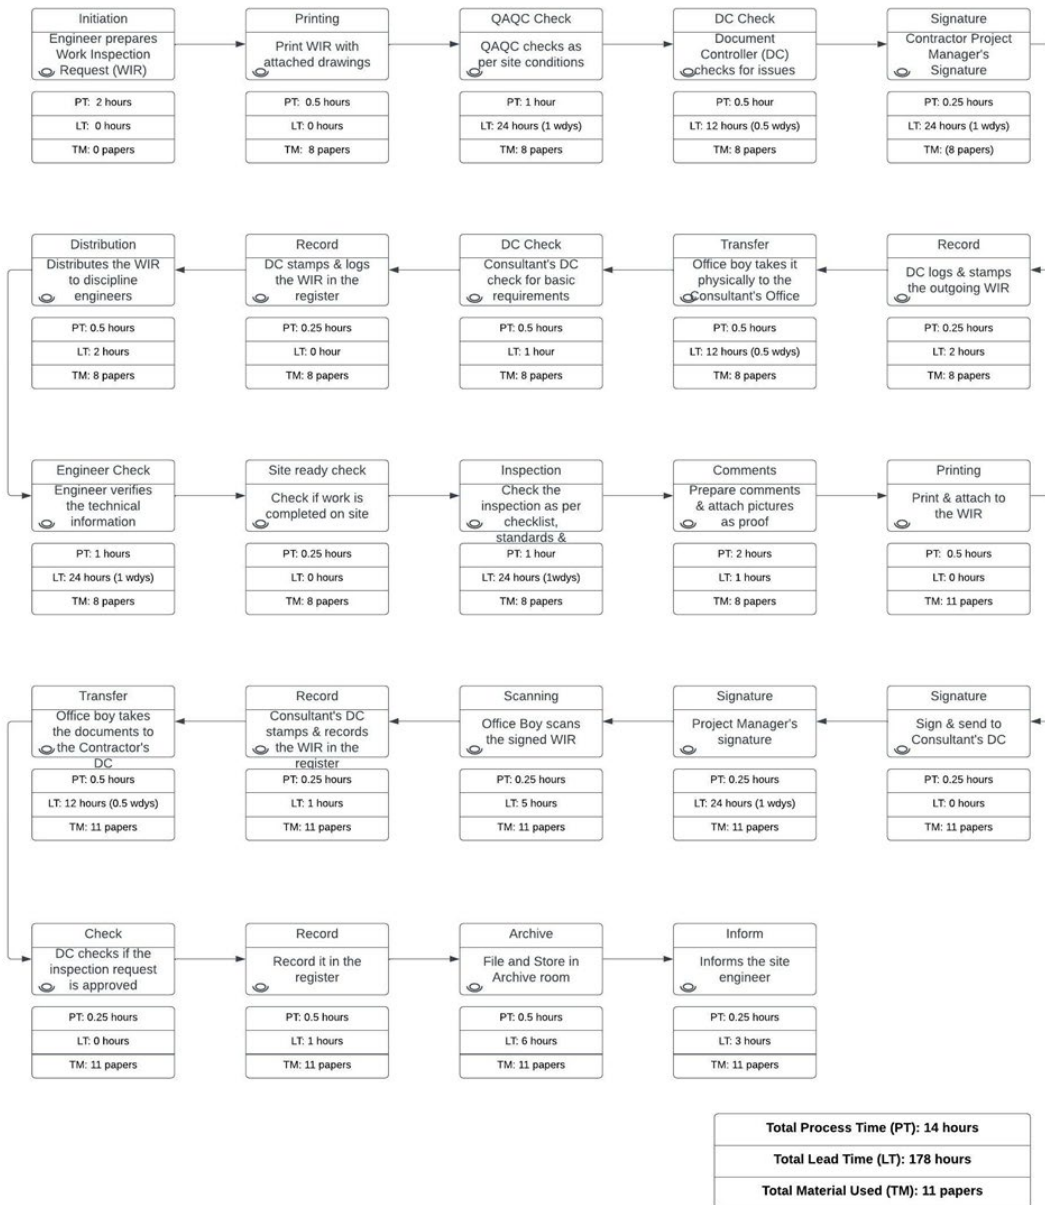 Initiation
Engineer prepares
Work Inspection
Request (WIR)
PT: 2 hours
LT: 0 hours
TM: 0 papers
Printing
Print WIR with
attached drawings
PT: 0.5 hours
LT: 0 hours
TM: 8 papers
QAQC Check
QAQC checks as
per site conditions
PT: 1 hour
LT: 24 hours (1 wdys)
TM: 8 papers
DC Check
Document
Controller (DC)
checks for issues
PT: 0.5 hour
LT: 12 hours (0.5 wdys)
TM: 8 papers
Signature
Contractor Project
Manager's
Signature
PT: 0.25 hours
LT: 24 hours (1 wdys)
TM: (8 papers)
Record
DC logs & stamps
the outgoing WIR
PT: 0.25 hours
LT: 2 hours
TM: 8 papers
Transfer
Office boy takes it
physically to the
Consultant's Office
PT: 0.5 hours
LT: 12 hours (0.5 wdys)
TM: 8 papers
DC Check
Consultant's DC
check for basic
requirements
PT: 0.5 hours
LT: 1 hour
TM: 8 papers
Record
DC stamps & logs
the WIR in the
register
PT: 0.25 hours
LT: 0 hour
TM: 8 papers
Distribution
Distributes the WIR
to discipline
engineers
PT: 0.5 hours
LT: 2 hours
TM: 8 papers
Engineer Check
Engineer verifies
the technical
information
PT: 1 hours
LT: 24 hours (1 wdys)
TM: 8 papers
Site ready check
Check if work is
completed on site
PT: 0.25 hours
LT: 0 hours
TM: 8 papers
Inspection
Check the
inspection as per
checklist,
standards &
PT: 1 hour
LT: 24 hours (1wdys)
TM: 8 papers
Comments
Prepare comments
& attach pictures
as proof
PT: 2 hours
LT: 1 hours
TM: 8 papers
Printing
Print & attach to
the WIR
PT: 0.5 hours
LT: 0 hours
TM: 11 papers
Signature
Sign & send to
Consultant's DC
PT: 0.25 hours
LT: 0 hours
TM: 11 papers
Signature
Project Manager's
signature
PT: 0.25 hours
LT: 24 hours (1 wdys)
TM: 11 papers
Scanning
Office Boy scans
the signed WIR
PT: 0.25 hours
LT: 5 hours
TM: 11 papers
Record
Consultant's DC
stamps & records
the WIR in the
register
PT: 0.25 hours
LT: 1 hours
TM: 11 papers
Transfer
Office boy takes
the documents to
the Contractor's
DC
PT: 0.5 hours
LT: 12 hours (0.5 wdys)
TM: 11 papers
Check
DC checks if the
inspection request
is approved
PT: 0.25 hours
LT: 0 hours
TM: 11 papers
Record
Record it in the
register
PT: 0.5 hours
LT: 1 hours
TM: 11 papers
Archive
File and Store in
Archive room
PT: 0.5 hours
LT: 6 hours
TM: 11 papers
Inform
Informs the site
engineer
PT: 0.25 hours
LT: 3 hours
TM: 11 papers
Total Process Time (PT): 14 hours
Total Lead Time (LT): 178 hours
Total Material Used (TM): 11 papers